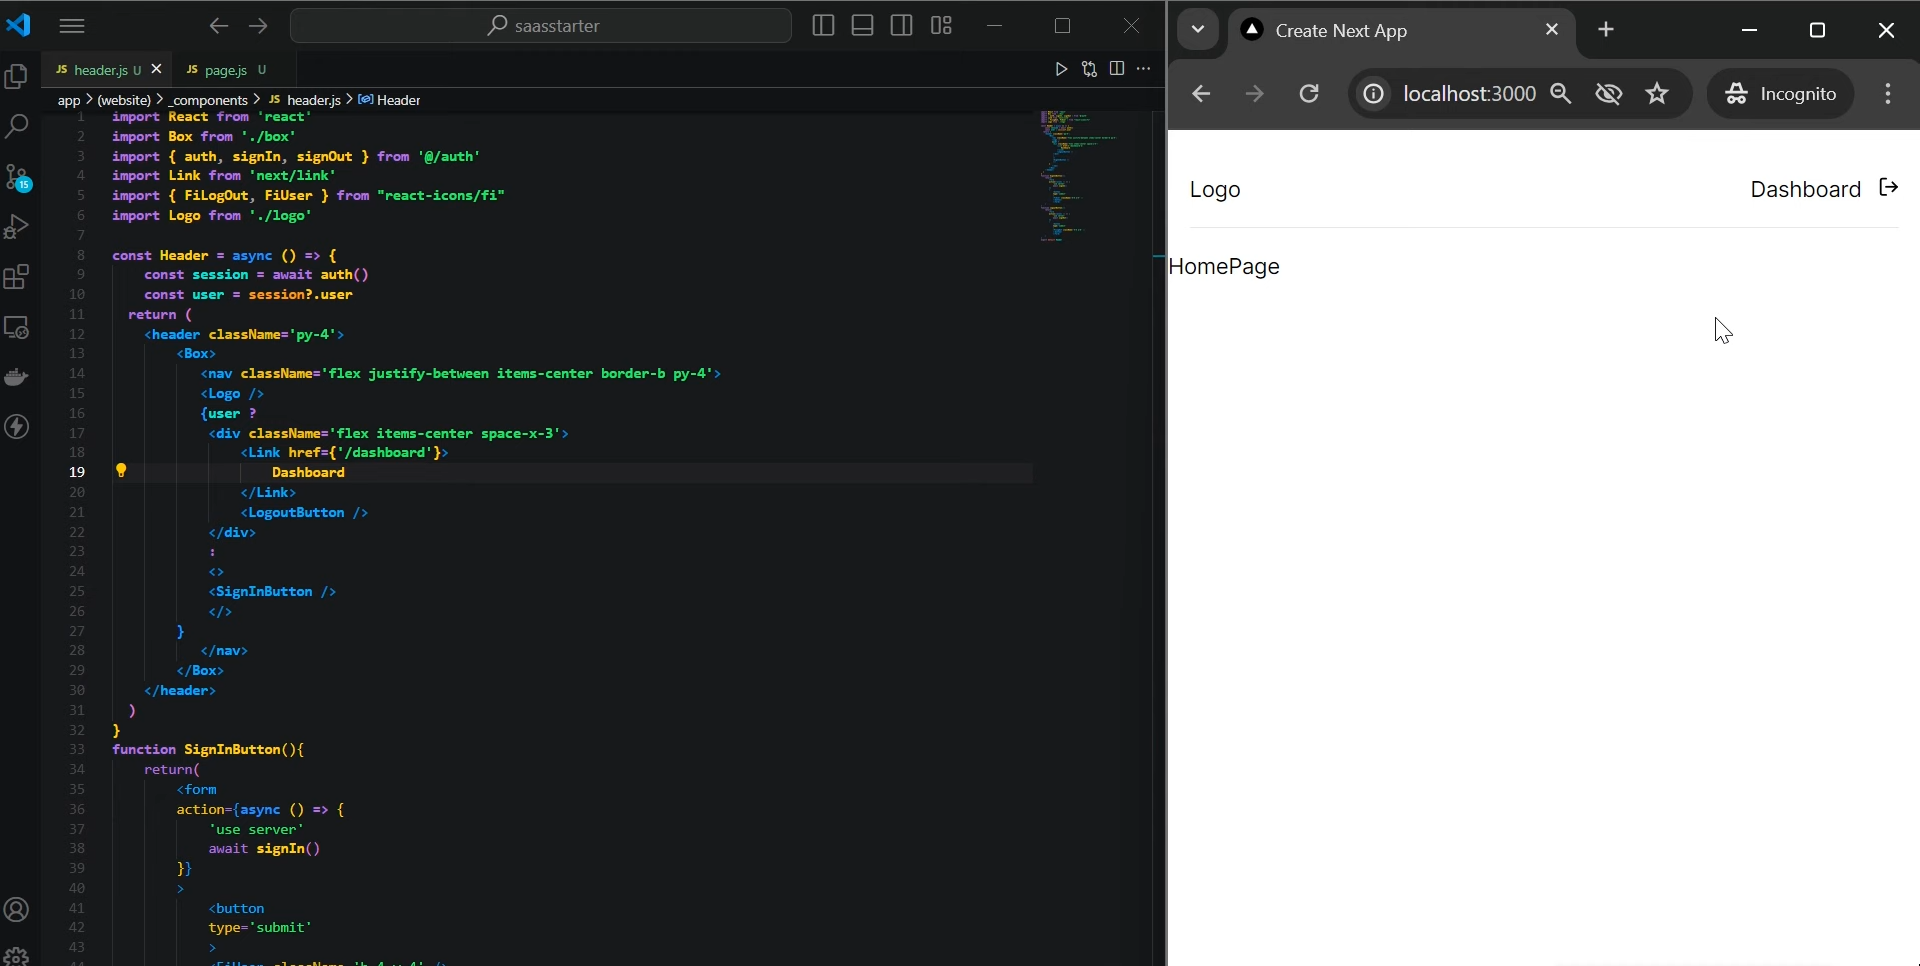 saasstarter
JS header.js U
JS page.js U
app > (website) > _components > JS header.js > Header
1 import React from 'react'
2 import Box from './box'
3 import { auth, signIn, signOut } from '@/auth'
4 import Link from 'next/link'
5 import { FiLogOut, FiUser } from "react-icons/fi"
6 import Logo from './logo'
7
8 const Header = async () => {
9 const session = await auth()
10 const user = session?.user
11 return (
12 <header className='py-4'>
13 <Box>
14 <nav className='flex justify-between items-center border-b py-4'>
15 <Logo />
16 {user ?
17 <div className='flex items-center space-x-3'>
18 <Link href={'/dashboard'}>
19 Dashboard
20 </Link>
21 <LogoutButton />
22 </div>
23 :
24 <>
25 <SignInButton />
26 </>
27 }
28 </nav>
29 </Box>
30 </header>
31 )
32 }
33 function SignInButton(){
34 return(
35 <form
36 action={async () => {
37 'use server'
38 await signIn()
39 }}
40 >
41 <button
42 type='submit'
43 >
15
Create Next App
localhost:3000
Incognito
Logo
Dashboard
HomePage